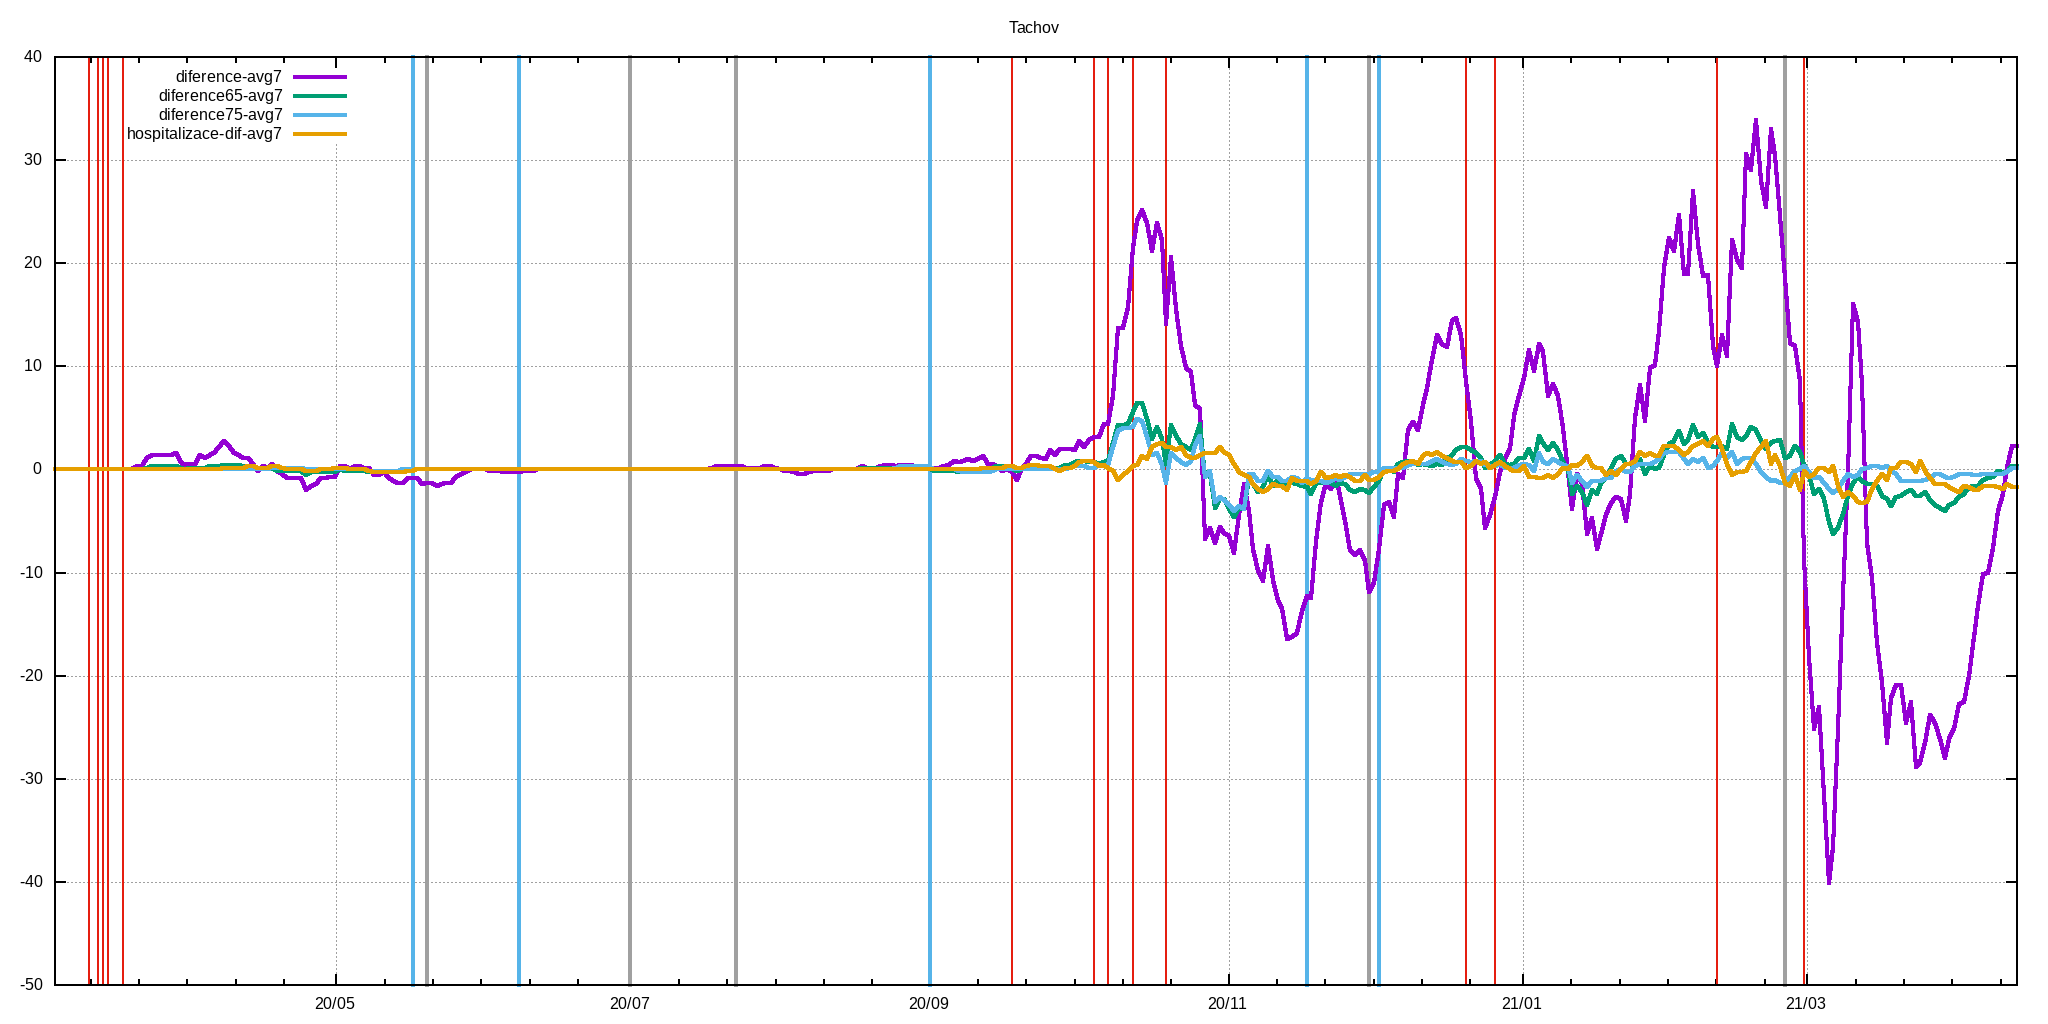 Tachov
diference-avg7
diference65-avg7
diference75-avg7
hospitalizace-dif-avg7
40
30
20
10
0
-10
-20
-30
-40
-50
20/05 20/07 20/09 20/11 21/01 21/03